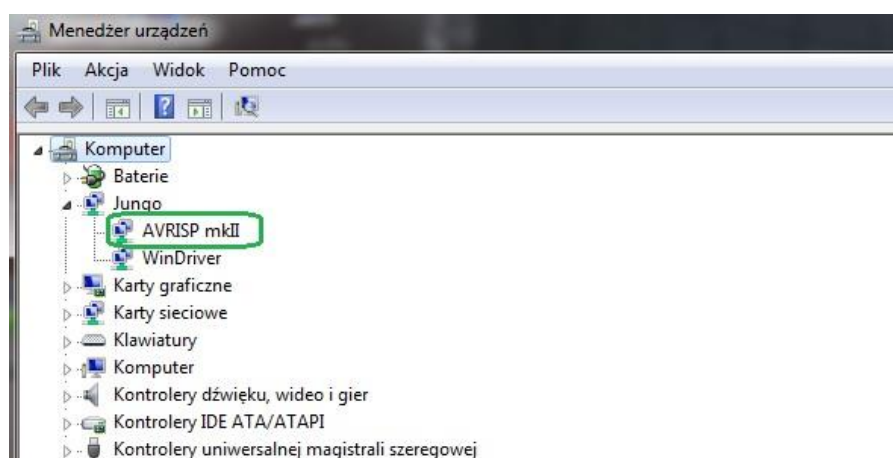 Menedżer urządzeń
Plik Akcja Widok Pomoc
Komputer
Baterie
Jungo
AVRISP mkII
WinDriver
Karty graficzne
Karty sieciowe
Klawiatury
Komputer
Kontrolery dźwięku, wideo i gier
Kontrolery IDE ATA/ATAPI
Kontrolery uniwersalnej magistrali szeregowej